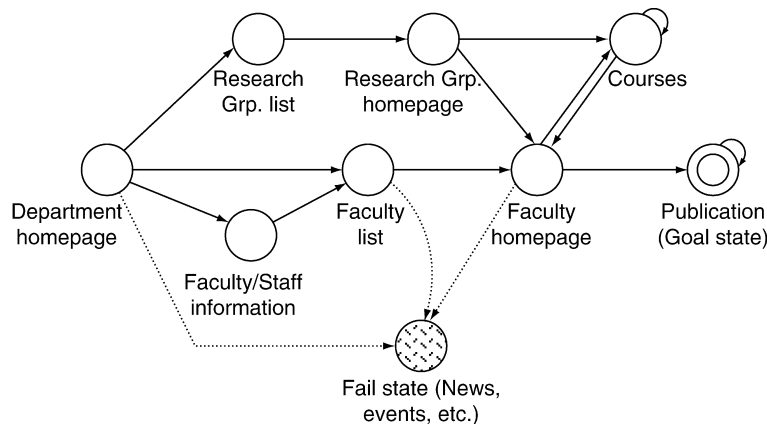 Research
Grp. list
Research Grp.
homepage
Courses
Department
homepage
Faculty
list
Faculty
homepage
Publication
(Goal state)
Faculty/Staff
information
Fail state (News,
events, etc.)